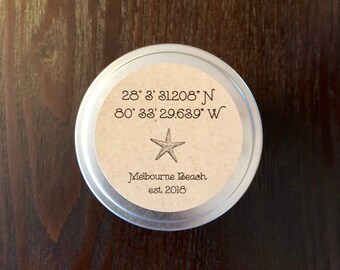 28° 3' 31.208" N
80° 33' 29.639" W
Melbourne Beach
est. 2018